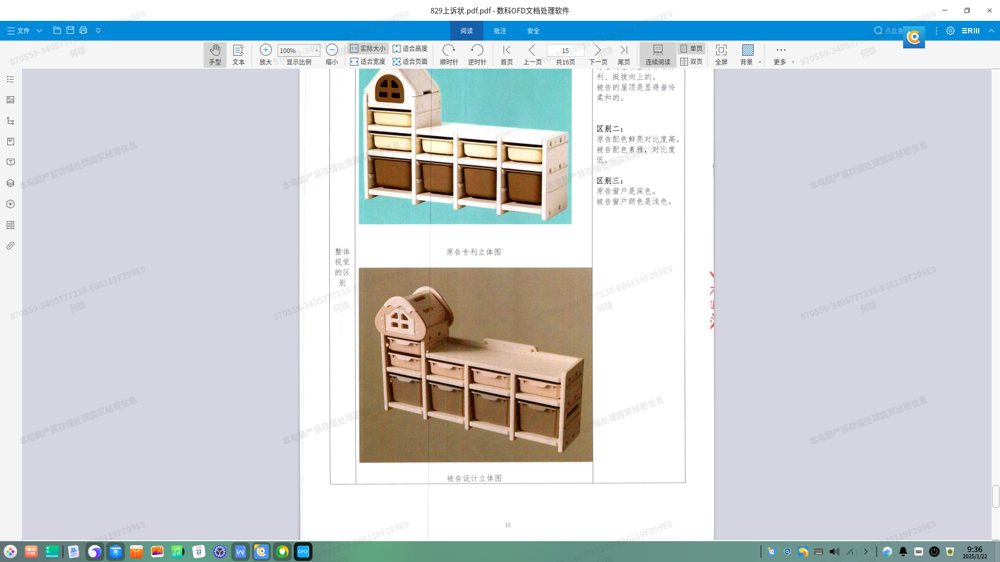 829上诉状.pdf.pdf - 数科OFD文档处理软件
文件
阅读
批注
安全
点此查
手型
文本
放大
100%
显示比例
缩小
实际大小
适合宽度
适合高度
适合页面
顺时针
逆时针
首页
上一页
15
共16页
下一页
尾页
连续阅读
单页
双页
全屏
背景
更多
利、挺拔向上的。
被告的屋顶是显得垂怜
柔和的。
区别二：
原告配色鲜亮对比度高。
被告配色素雅，对比度
低。
区别三：
原告窗户是深色。
被告窗户颜色是浅色。
整体
视觉
的区
别
原告专利立体图
被告设计立体图
15
870559-3405777238-E86119F299E9
何琼
本电脑严禁存储处理国家秘密信息
JAN
22
OFD
9:36
2025/1/22